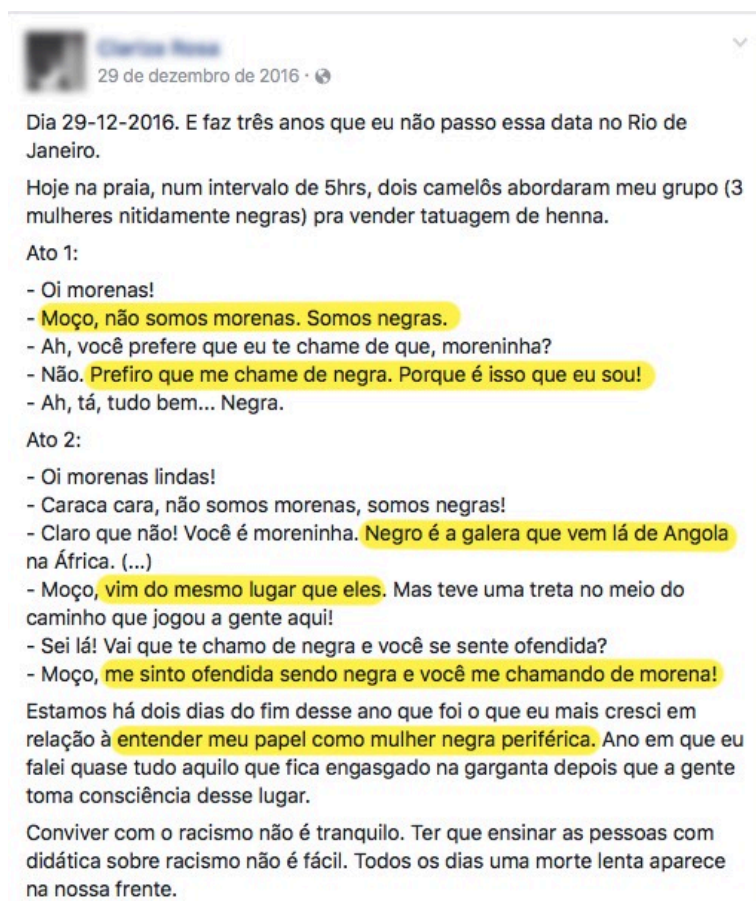 29 de dezembro de 2016 ·
Dia 29-12-2016. E faz três anos que eu não passo essa data no Rio de
Janeiro.
Hoje na praia, num intervalo de 5hrs, dois camelôs abordaram meu grupo (3
mulheres nitidamente negras) pra vender tatuagem de henna.
Ato 1:
- Oi morenas!
- Moço, não somos morenas. Somos negras.
- Ah, você prefere que eu te chame de que, moreninha?
- Não. Prefiro que me chame de negra. Porque é isso que eu sou!
- Ah, tá, tudo bem... Negra.
Ato 2:
- Oi morenas lindas!
- Caraca cara, não somos morenas, somos negras!
- Claro que não! Você é moreninha. Negro é a galera que vem lá de Angola
na África. (...)
- Moço, vim do mesmo lugar que eles. Mas teve uma treta no meio do
caminho que jogou a gente aqui!
- Sei lá! Vai que te chamo de negra e você se sente ofendida?
- Moço, me sinto ofendida sendo negra e você me chamando de morena!
Estamos há dois dias do fim desse ano que foi o que eu mais cresci em
relação à entender meu papel como mulher negra periférica. Ano em que eu
falei quase tudo aquilo que fica engasgado na garganta depois que a gente
toma consciência desse lugar.
Conviver com o racismo não é tranquilo. Ter que ensinar as pessoas com
didática sobre racismo não é fácil. Todos os dias uma morte lenta aparece
na nossa frente.